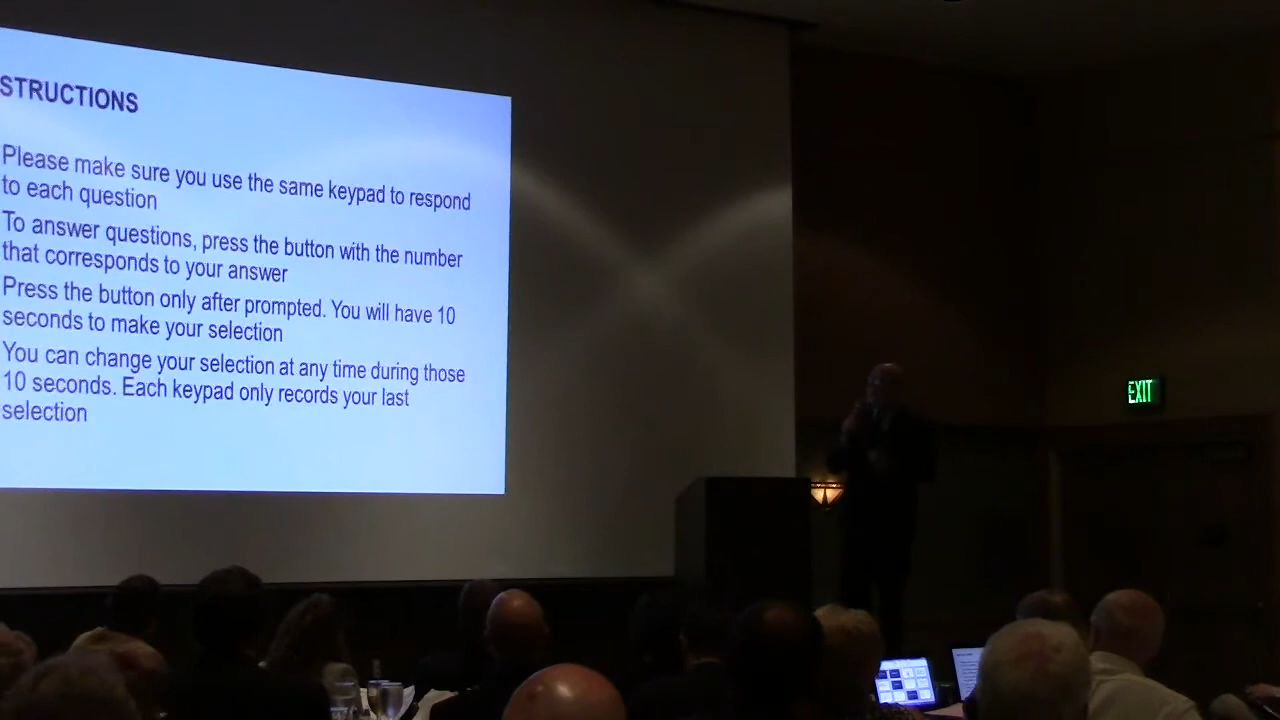 STRUCTIONS
Please make sure you use the same keypad to respond
to each question
To answer questions, press the button with the number
that corresponds to your answer
Press the button only after prompted. You will have 10
seconds to make your selection
You can change your selection at any time during those
10 seconds. Each keypad only records your last
selection
EXIT